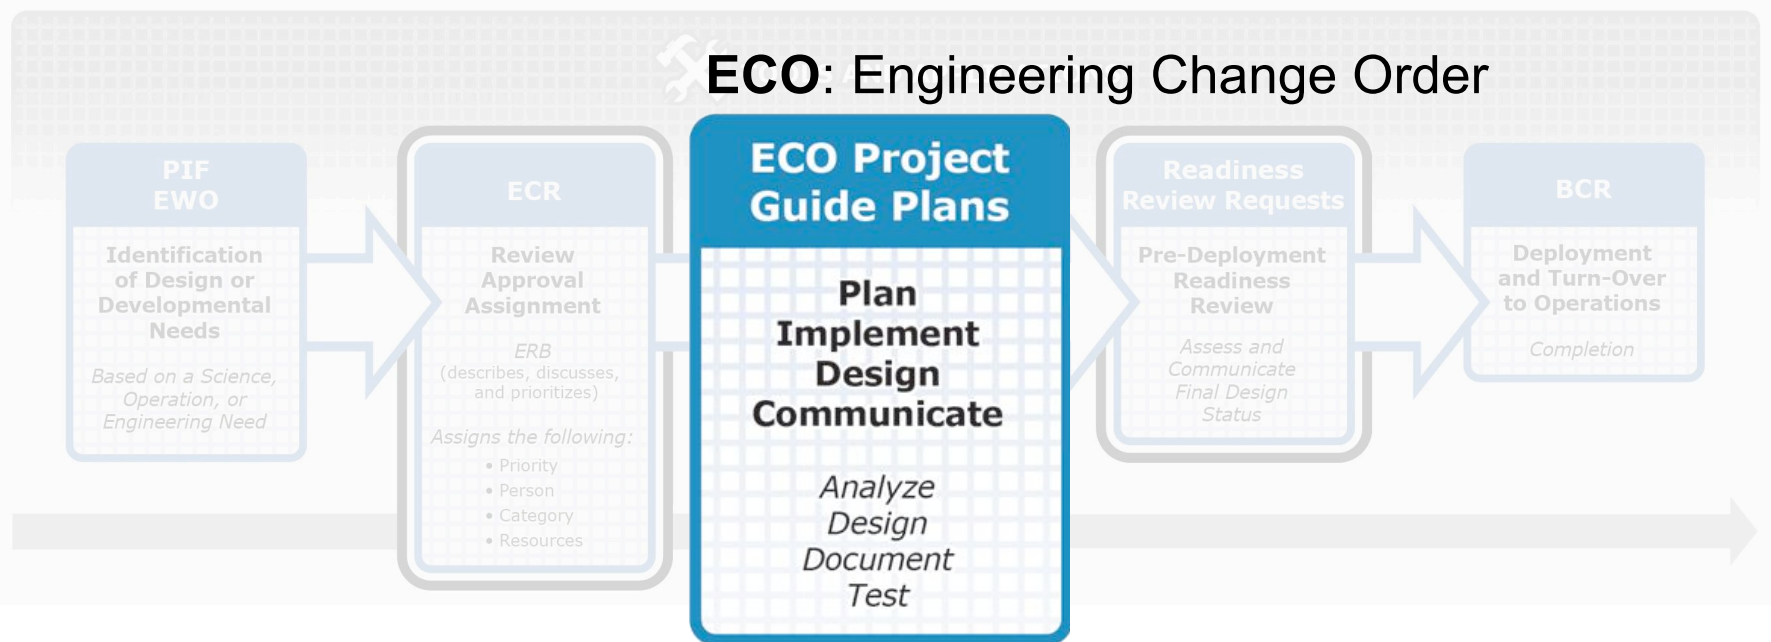 ECO: Engineering Change Order
PIF
EWO
Identification
of Design or
Developmental
Needs
Based on a Science,
Operation, or
Engineering Need
ECR
Review
Approval
Assignment
ERB
(describes, discusses,
and prioritizes)
Assigns the following:
• Priority
• Person
• Category
• Resources
ECO Project
Guide Plans
Plan
Implement
Design
Communicate
Analyze
Design
Document
Test
Readiness
Review Requests
Pre-Deployment
Readiness
Review
Assess and
Communicate
Final Design
Status
BCR
Deployment
and Turn-Over
to Operations
Completion